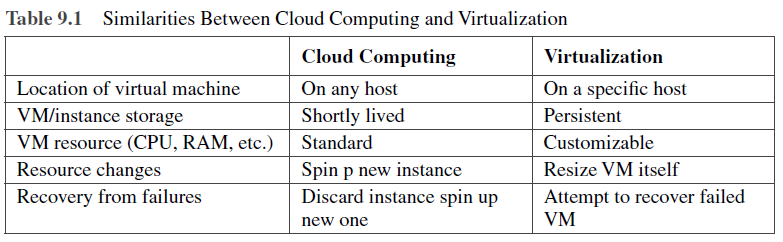 Table 9.1 Similarities Between Cloud Computing and Virtualization
Cloud Computing Virtualization
Location of virtual machine On any host On a specific host
VM/instance storage Shortly lived Persistent
VM resource (CPU, RAM, etc.) Standard Customizable
Resource changes Spin p new instance Resize VM itself
Recovery from failures Discard instance spin up Attempt to recover failed
new one VM